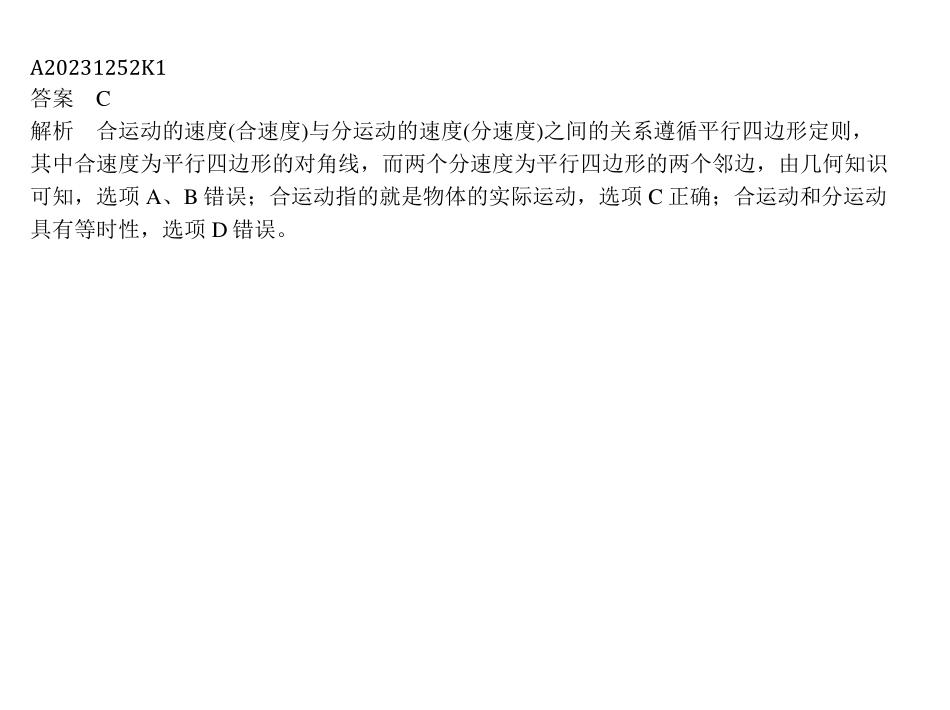 A20231252K1
答案　C
解析　合运动的速度(合速度)与分运动的速度(分速度)之间的关系遵循平行四边形定则，
其中合速度为平行四边形的对角线，而两个分速度为平行四边形的两个邻边，由几何知识
可知，选项 A、B 错误；合运动指的就是物体的实际运动，选项 C 正确；合运动和分运动
具有等时性，选项 D 错误。